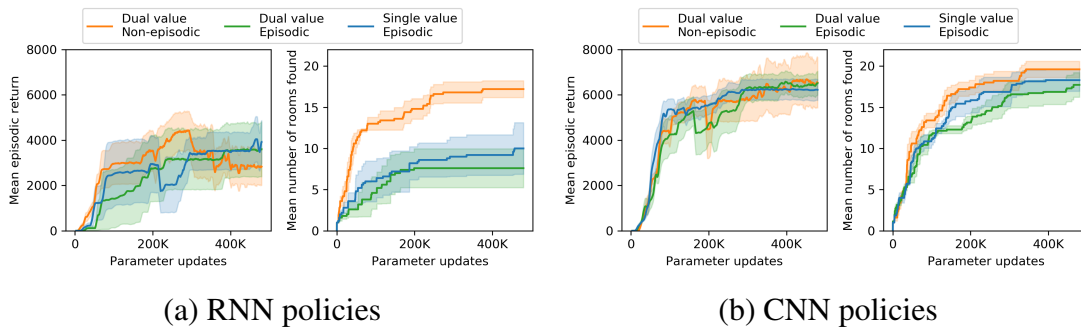 Dual value
Non-episodic
Dual value
Episodic
Single value
Episodic
Mean episodic return
8000
6000
4000
2000
0
0
200K
400K
Parameter updates
Mean number of rooms found
20
15
10
5
0
0
200K
400K
Parameter updates
(a) RNN policies
Dual value
Non-episodic
Dual value
Episodic
Single value
Episodic
Mean episodic return
8000
6000
4000
2000
0
0
200K
400K
Parameter updates
Mean number of rooms found
20
15
10
5
0
0
200K
400K
Parameter updates
(b) CNN policies